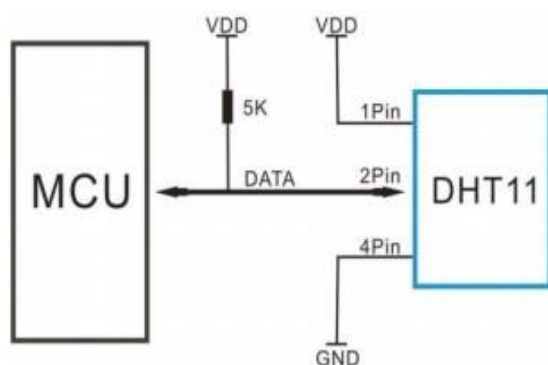 VDD VDD
5K
1Pin
MCU
DATA
2Pin
DHT11
4Pin
GND